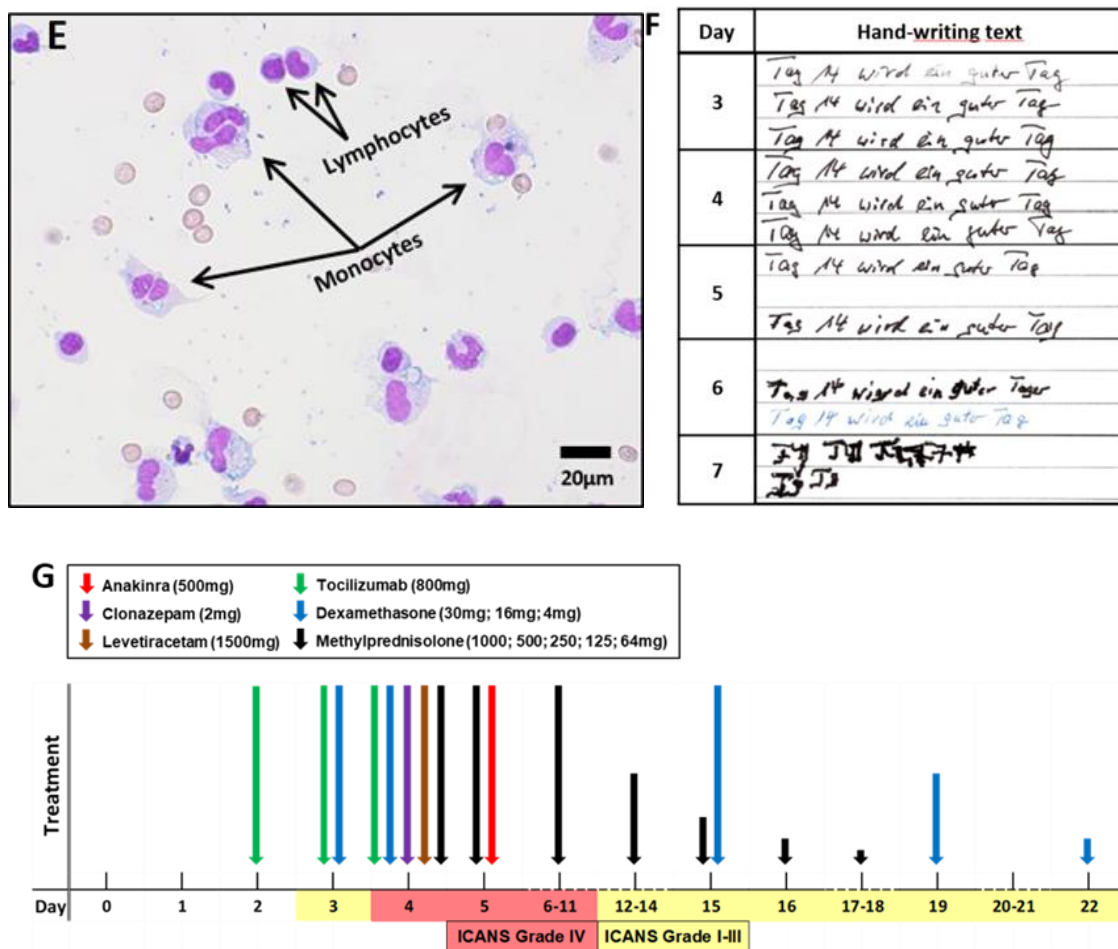 E
Lymphocytes
Monocytes
20µm
F
Day
Hand-writing text
3
Tag 14 wird ein guter Tag
Tag 14 wird ein guter Tag
Tag 14 wird ein guter Tag
4
Tag 14 wird ein guter Tag
Tag 14 wird ein guter Tag
Tag 14 wird ein guter Tag
5
Tag 14 wird ein guter Tag
Tag 14 wird ein guter Tag
6
Tag 14 wigrd ein guter Tager
Tag 14 wird ein guter Tag
7
G
Anakinra (500mg)
Tocilizumab (800mg)
Clonazepam (2mg)
Dexamethasone (30mg; 16mg; 4mg)
Levetiracetam (1500mg)
Methylprednisolone (1000; 500; 250; 125; 64mg)
Treatment
Day 0 1 2 3 4 5 6-11 12-14 15 16 17-18 19 20-21 22
ICANS Grade IV ICANS Grade I-III